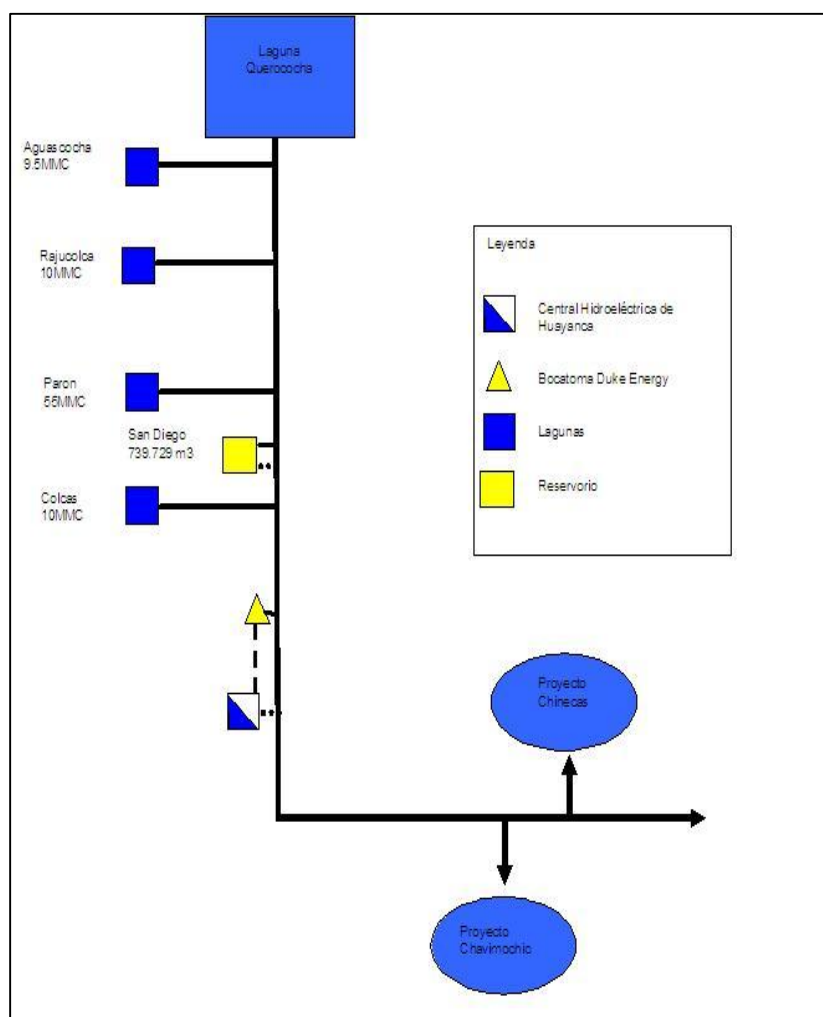 Laguna
Querococha
Aguascocha
9.5MMC
Rajucolca
10MMC
Paron
55MMC
San Diego
739.729 m3
Colcas
10MMC
Leyenda
Central Hidroeléctrica de
Huayanca
Bocatoma Duke Energy
Lagunas
Reservorio
Proyecto
Chinecas
Proyecto
Chavimochic